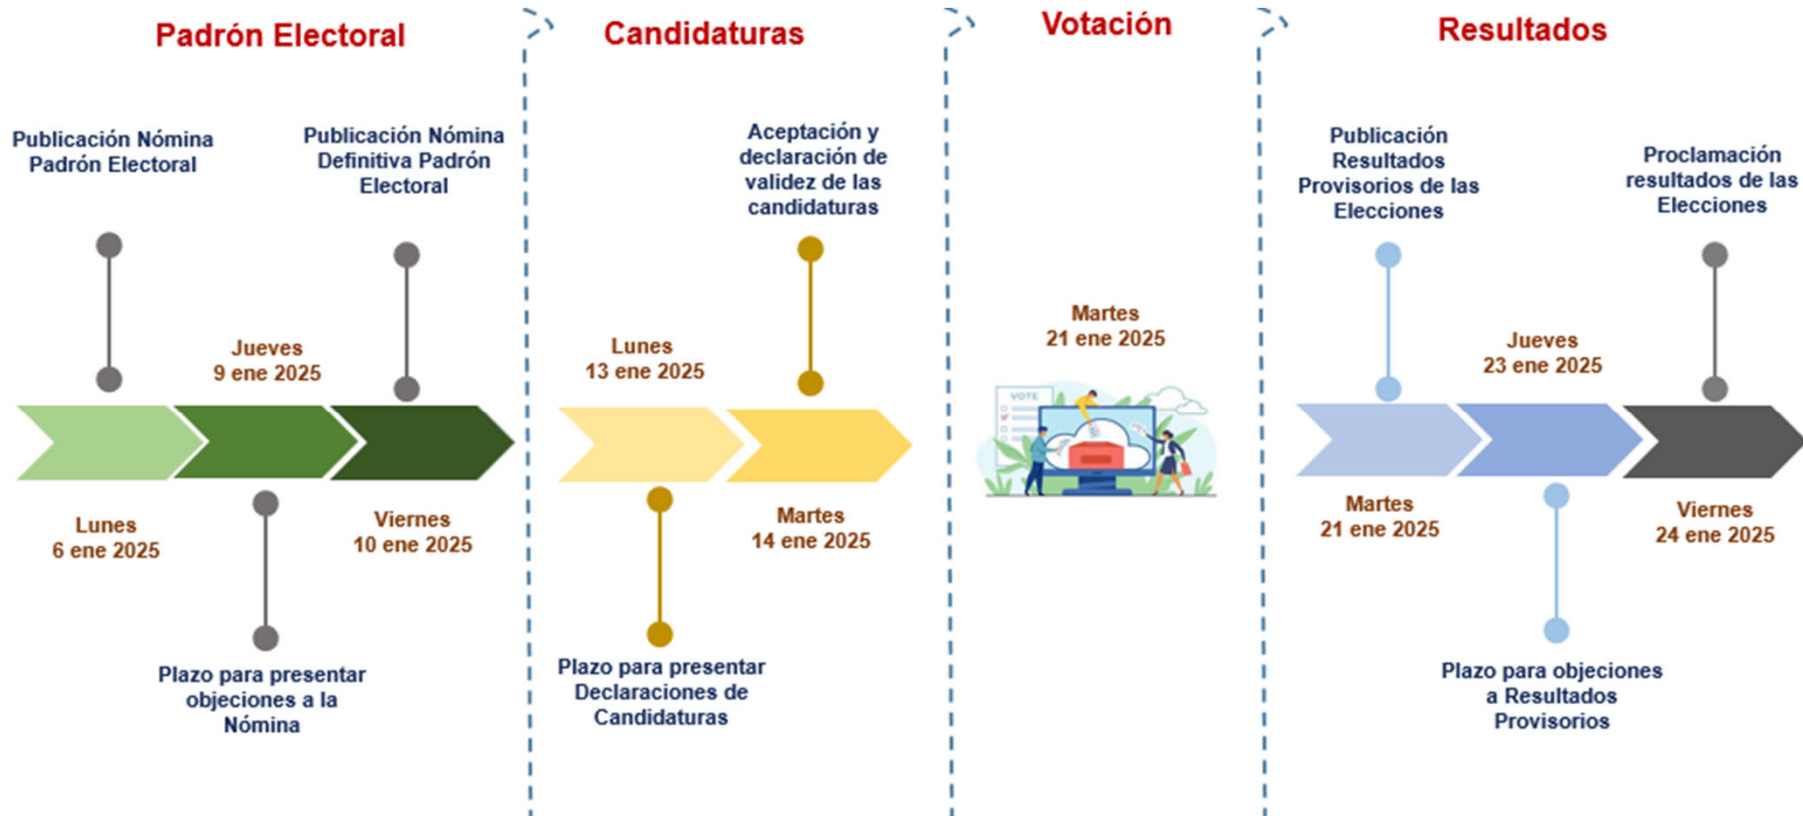 Padrón Electoral
Publicación Nómina
Padrón Electoral
Lunes
6 ene 2025
Jueves
9 ene 2025
Plazo para presentar
objeciones a la
Nómina
Publicación Nómina
Definitiva Padrón
Electoral
Viernes
10 ene 2025
Candidaturas
Lunes
13 ene 2025
Plazo para presentar
Declaraciones de
Candidaturas
Aceptación y
declaración de
validez de las
candidaturas
Martes
14 ene 2025
Votación
Martes
21 ene 2025
VOTE
Resultados
Publicación
Resultados
Provisorios de las
Elecciones
Martes
21 ene 2025
Jueves
23 ene 2025
Plazo para objeciones
a Resultados
Provisorios
Proclamación
resultados de las
Elecciones
Viernes
24 ene 2025